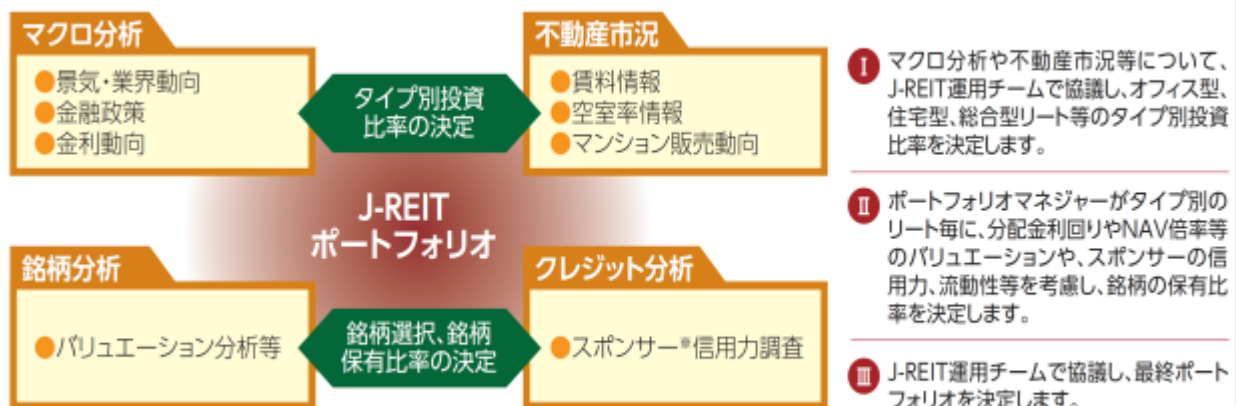 マクロ分析
●景気・業界動向
●金融政策
●金利動向
タイプ別投資
比率の決定
不動産市況
●賃料情報
●空室率情報
●マンション販売動向
J-REIT
ポートフォリオ
銘柄分析
●バリュエーション分析等
銘柄選択、銘柄
保有比率の決定
クレジット分析
●スポンサー※信用力調査
Ⅰ マクロ分析や不動産市況等について、
J-REIT運用チームで協議し、オフィス型、
住宅型、総合型リート等のタイプ別投資
比率を決定します。
Ⅱ ポートフォリオマネジャーがタイプ別の
リート毎に、分配金利回りやNAV倍率等
のバリュエーションや、スポンサーの信
用力、流動性等を考慮し、銘柄の保有比
率を決定します。
Ⅲ J-REIT運用チームで協議し、最終ポート
フォリオを決定します。